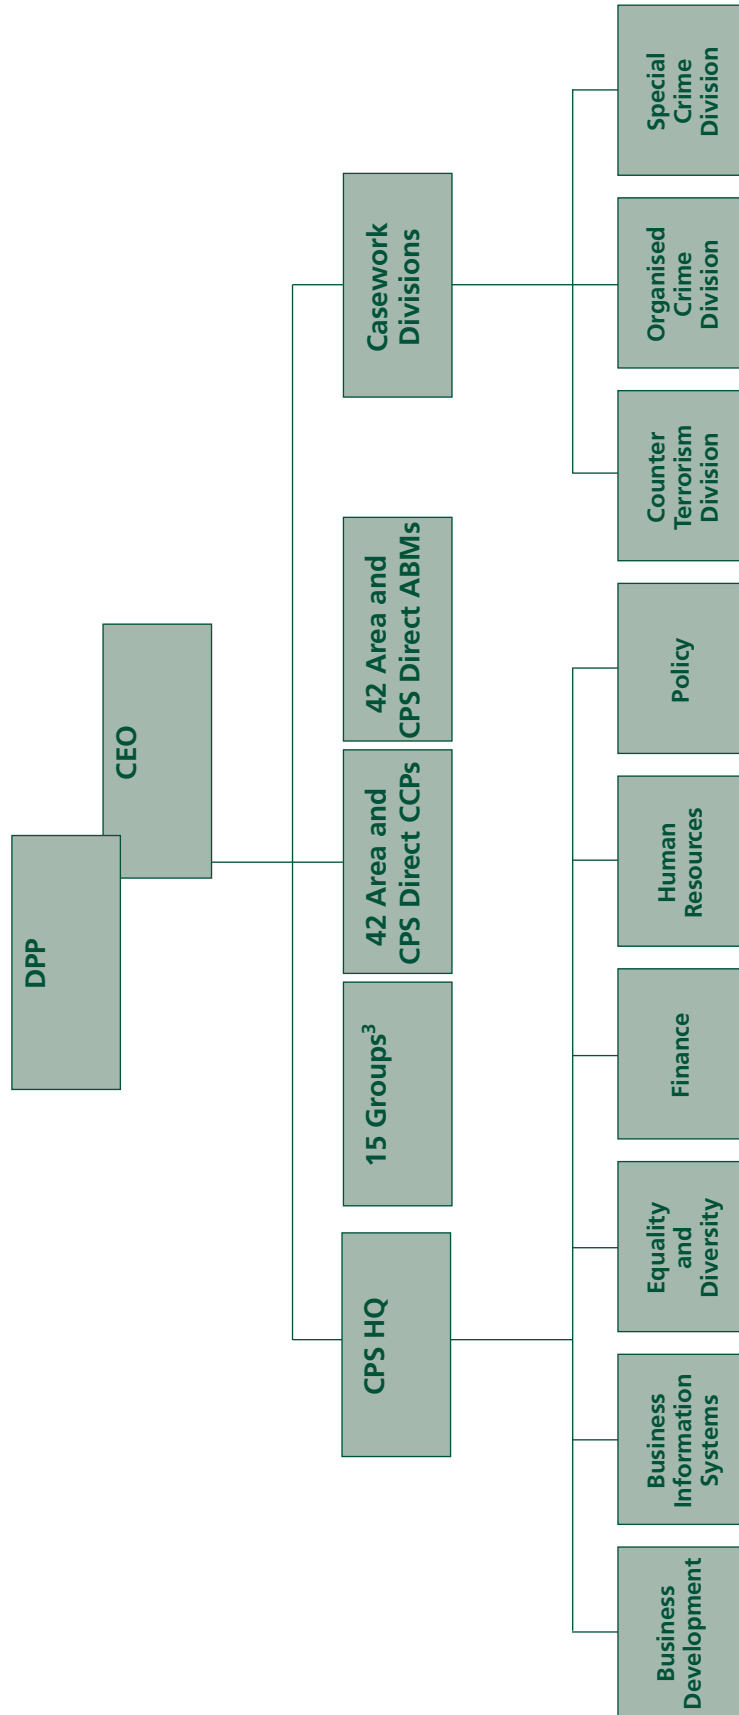 DPP
CEO
CPS HQ
15 Groups³
42 Area and
CPS Direct CCPs
42 Area and
CPS Direct ABMs
Casework
Divisions
Business
Development
Business
Information
Systems
Equality
and
Diversity
Finance
Human
Resources
Policy
Counter
Terrorism
Division
Organised
Crime
Division
Special
Crime
Division